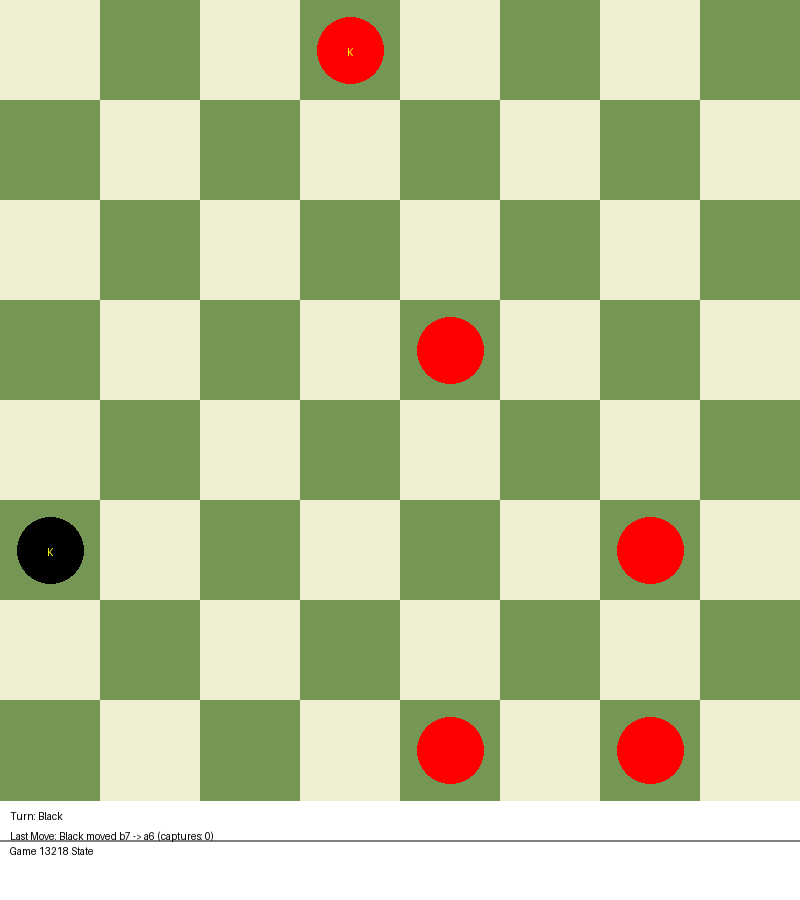 K
K
Turn: Black
Last Move: Black moved b7 -> a6 (captures: 0)
Game 13218 State